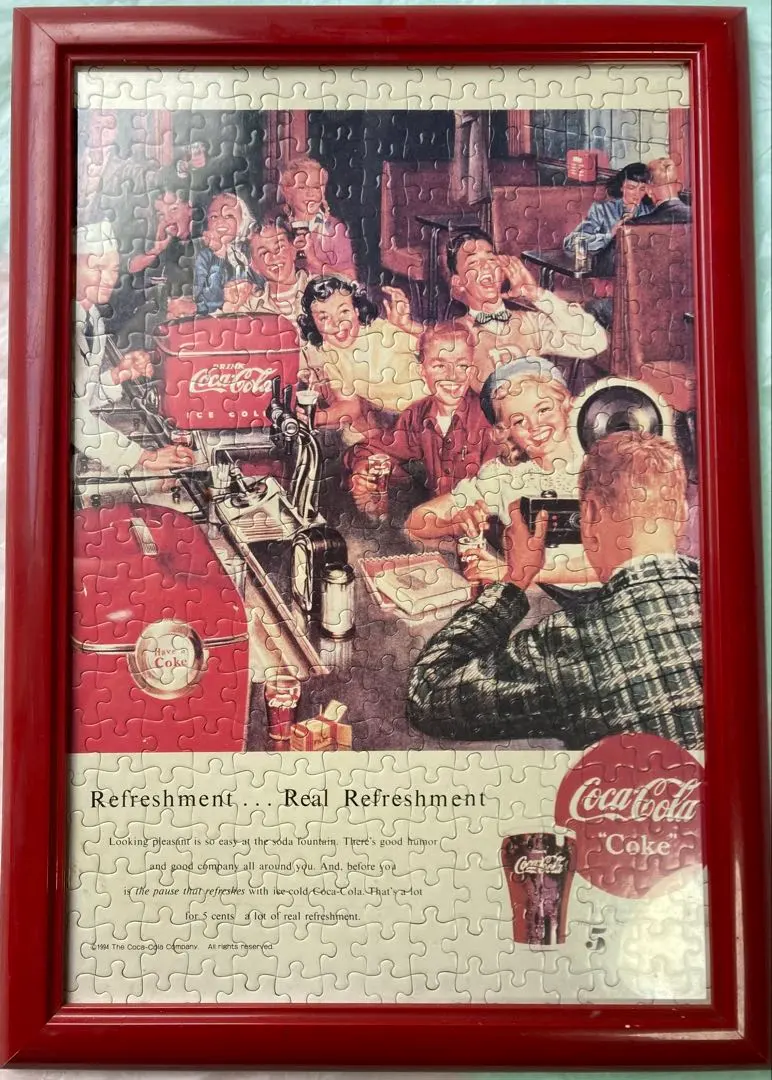 DRINK
Coca-Cola
ICE COLD
Have a
Coke
Refreshment... Real Refreshment
Looking pleasant is so easy at the soda fountain. There's good humor
and good company all around you. And, before you
is the pause that refreshes with ice-cold Coca-Cola. That's a lot
for 5 cents a lot of real refreshment.
©1994 The Coca-Cola Company. All rights reserved.
Coca-Cola
"Coke"
Coca-Cola
5